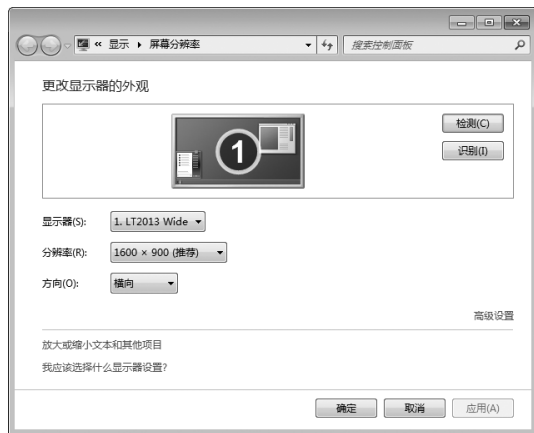 « 显示 ▸ 屏幕分辨率
搜索控制面板
更改显示器的外观
1
检测(C)
识别(I)
显示器(S): 1. LT2013 Wide
分辨率(R): 1600 × 900 (推荐)
方向(O): 横向
高级设置
放大或缩小文本和其他项目
我应该选择什么显示器设置?
确定 取消 应用(A)